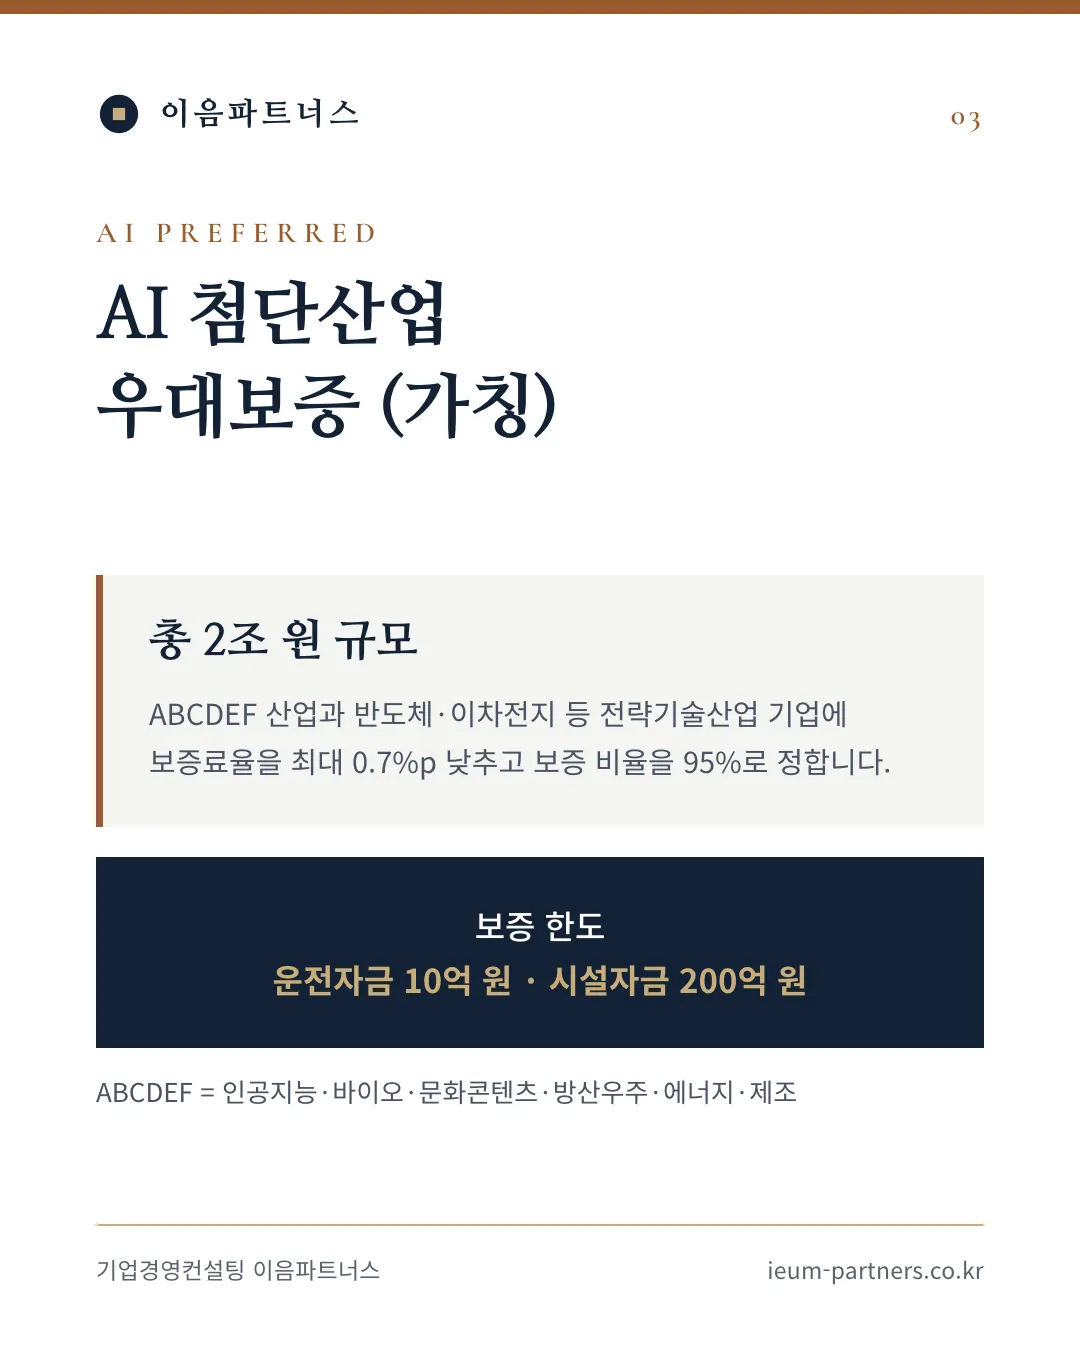 이음파트너스
03
AI PREFERRED
AI 첨단산업
우대보증 (가칭)
총 2조 원 규모
ABCDEF 산업과 반도체·이차전지 등 전략기술산업 기업에
보증료율을 최대 0.7%p 낮추고 보증 비율을 95%로 정합니다.
보증 한도
운전자금 10억 원 · 시설자금 200억 원
ABCDEF = 인공지능·바이오·문화콘텐츠·방산우주·에너지·제조
기업경영컨설팅 이음파트너스
ieum-partners.co.kr